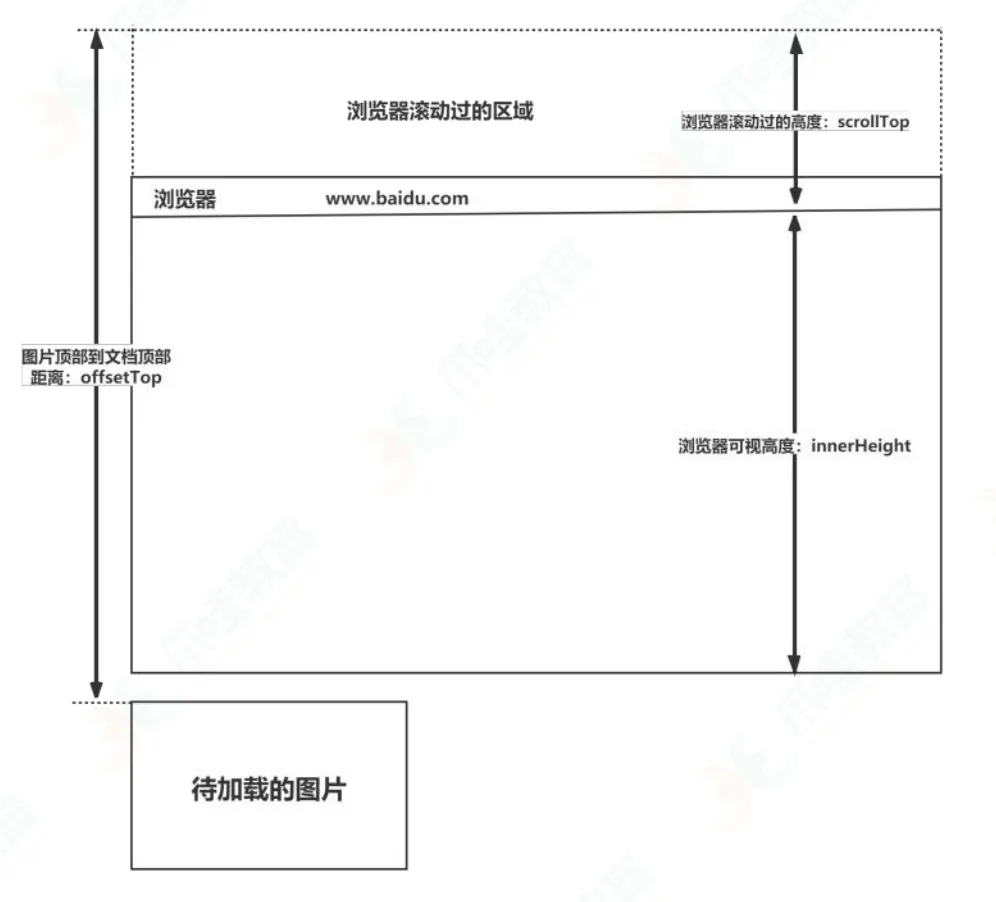 浏览器滚动过的区域
浏览器滚动过的高度：scrollTop
浏览器
www.baidu.com
图片顶部到文档顶部
距离：offsetTop
浏览器可视高度：innerHeight
待加载的图片